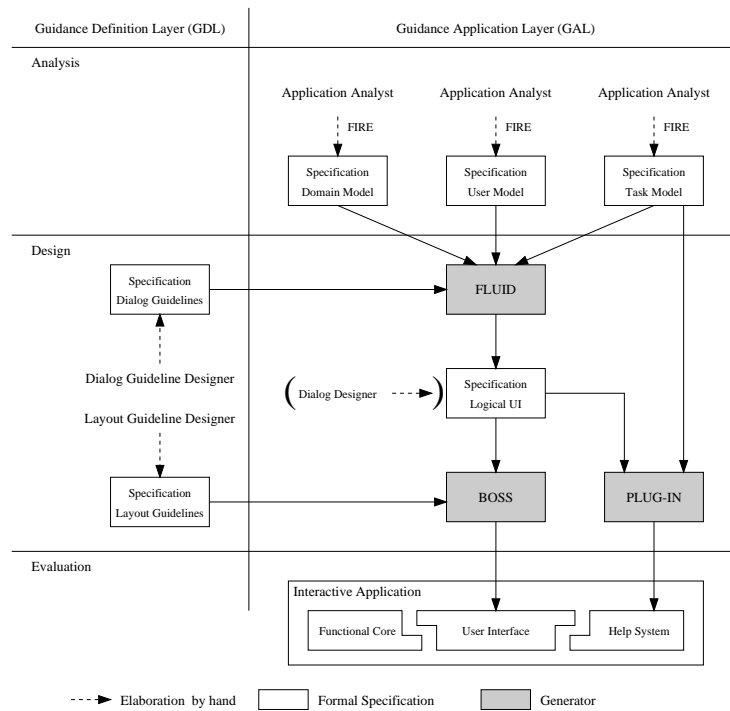 Guidance Definition Layer (GDL)
Guidance Application Layer (GAL)
Analysis
Application Analyst
Application Analyst
Application Analyst
FIRE
FIRE
FIRE
Specification
Domain Model
Specification
User Model
Specification
Task Model
Design
Specification
Dialog Guidelines
FLUID
Dialog Guideline Designer
( Dialog Designer )
Specification
Logical UI
Layout Guideline Designer
Specification
Layout Guidelines
BOSS
PLUG-IN
Evaluation
Interactive Application
Functional Core
User Interface
Help System
Elaboration by hand
Formal Specification
Generator